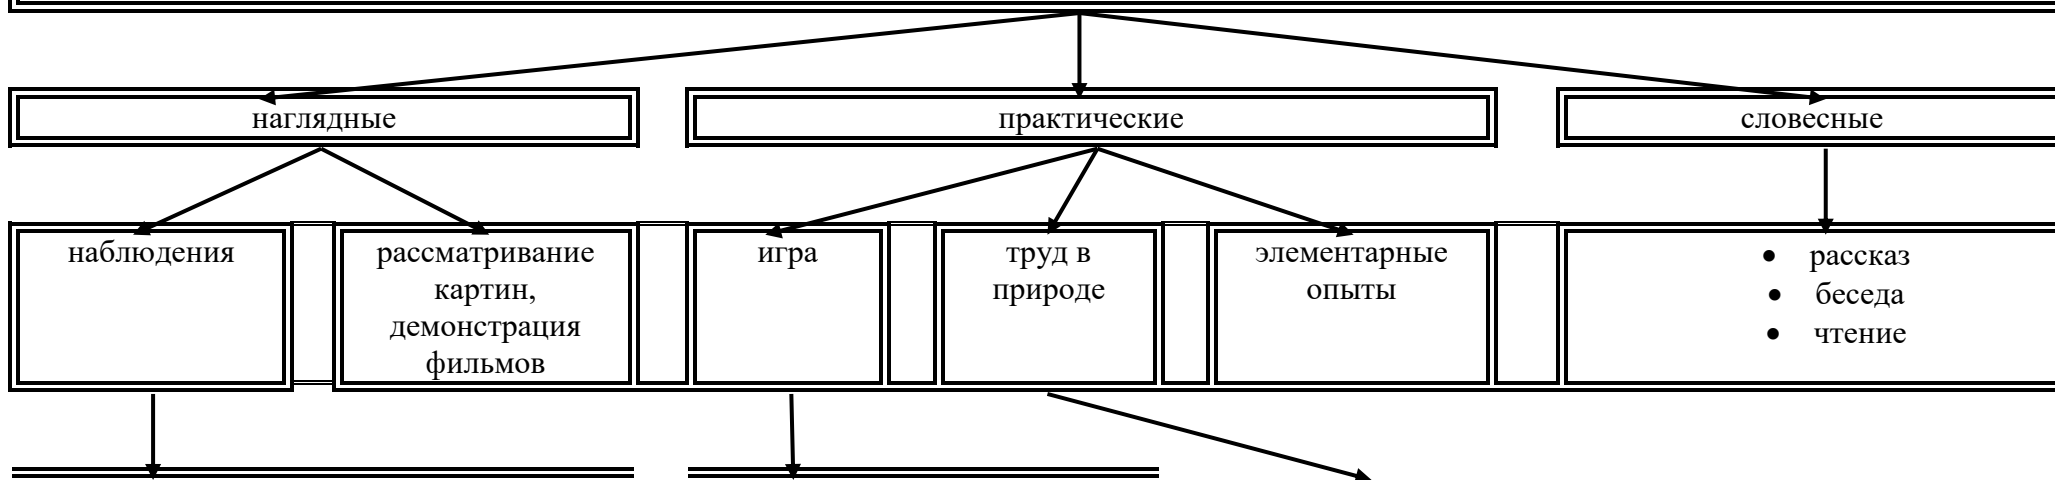 наглядные
практические
словесные
наблюдения
рассматривание
картин,
демонстрация
фильмов
игра
труд в
природе
элементарные
опыты
• рассказ
• беседа
• чтение